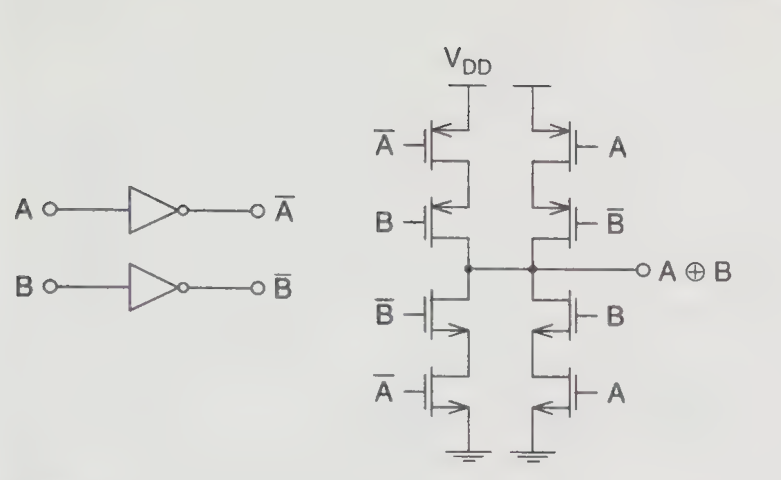 V_DD
A̅ A
B B̅
A A̅
A ⊕ B
B B̅
B̅ B
A̅ A